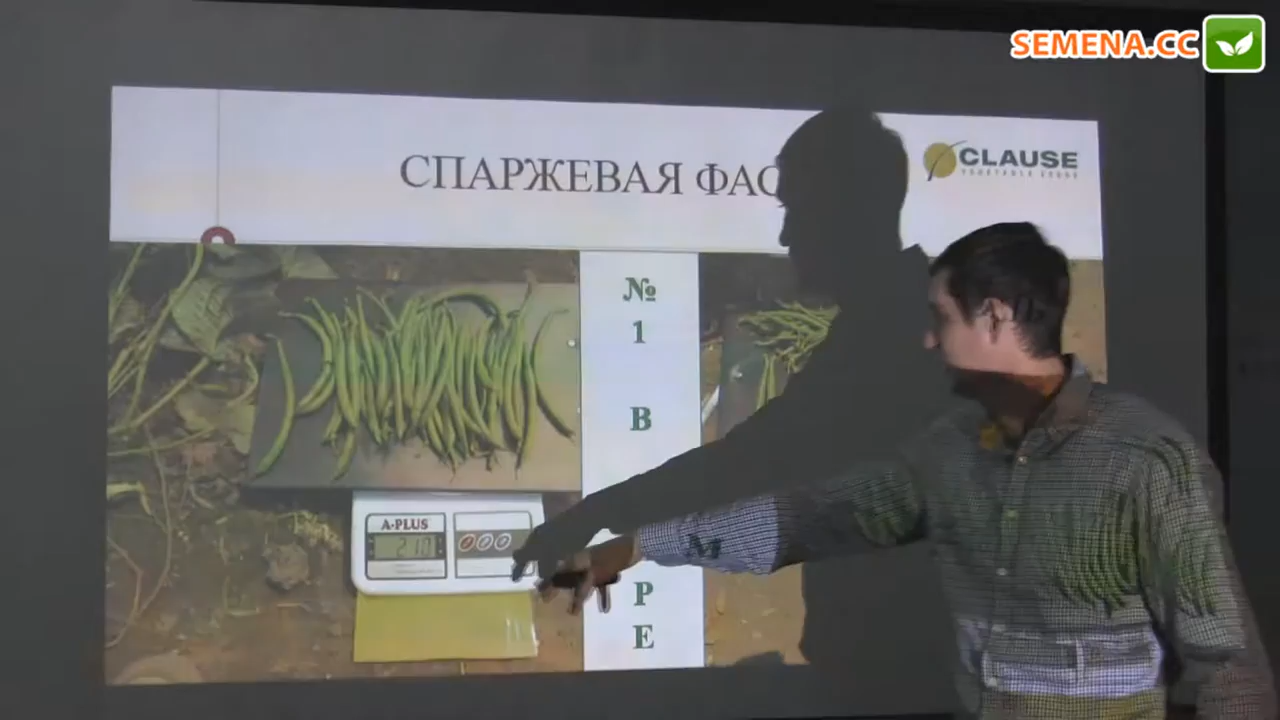 SEMENA.CC
СПАРЖЕВАЯ ФАС
CLAUSE
№
1
В
М
Р
Е
A-PLUS
210